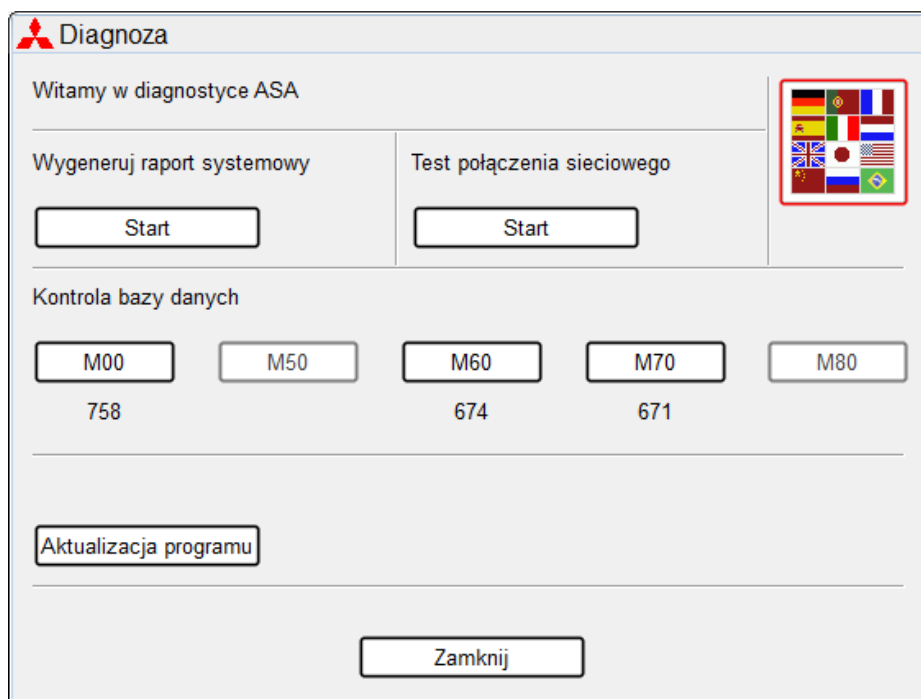 Diagnoza
Witamy w diagnostyce ASA
Wygeneruj raport systemowy
Test połączenia sieciowego
Start
Start
Kontrola bazy danych
M00
M50
M60
M70
M80
758
674
671
Aktualizacja programu
Zamknij